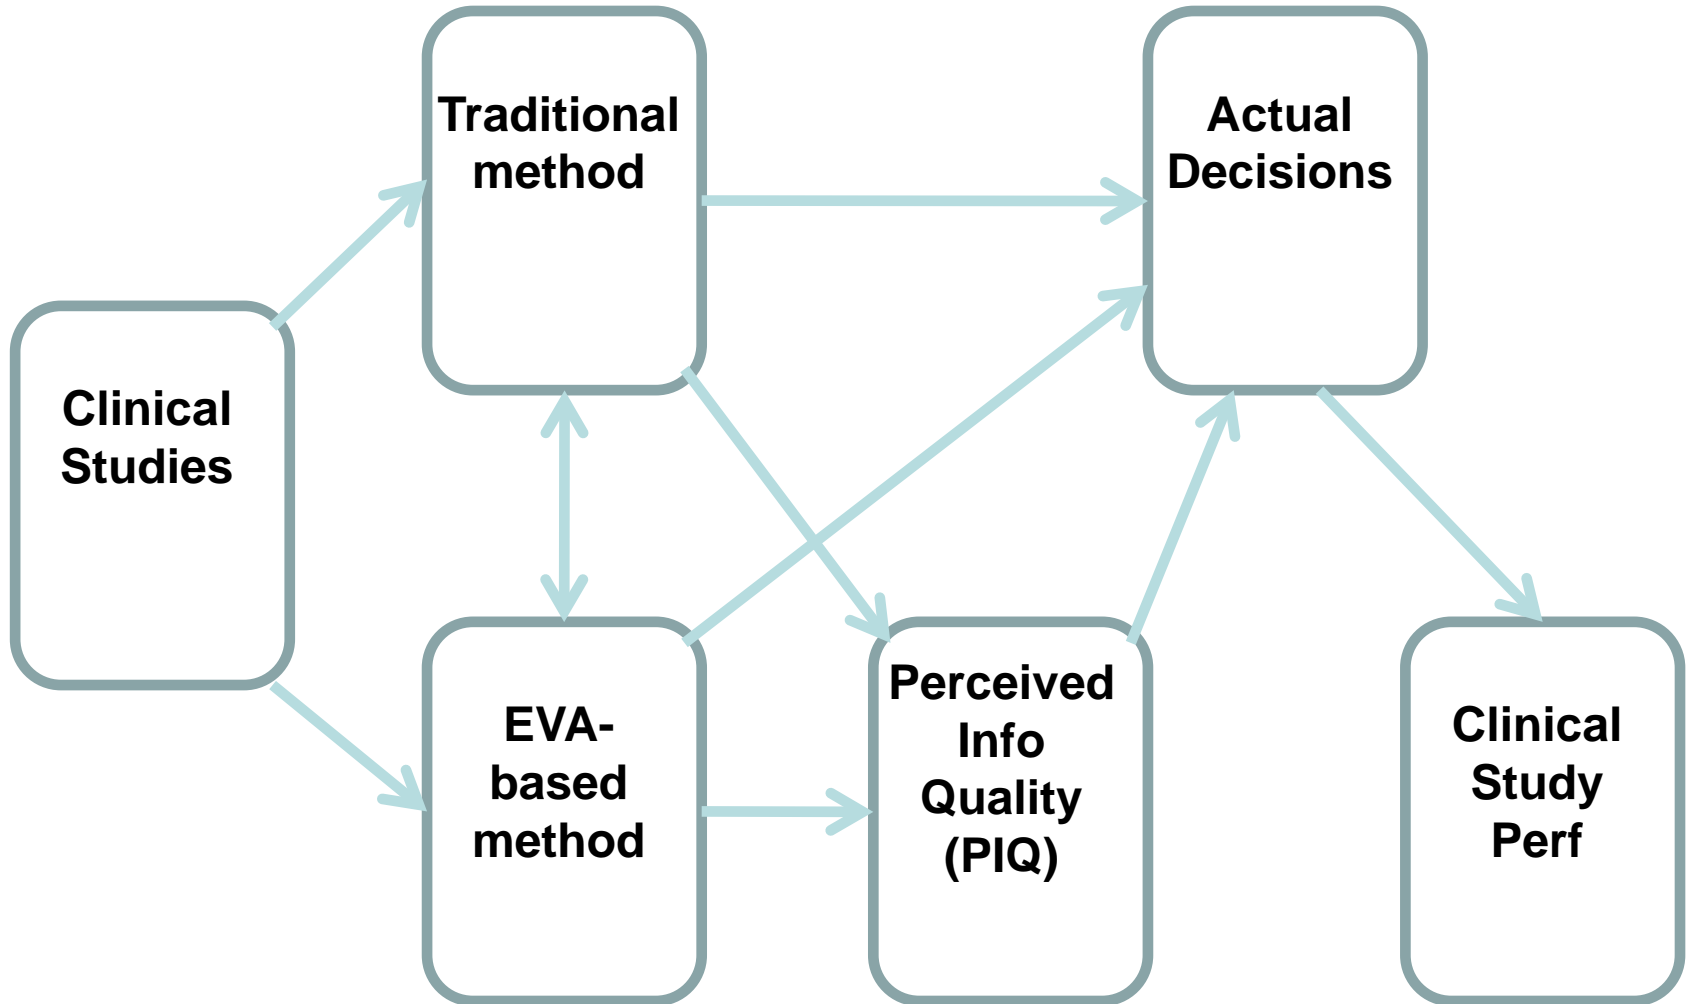 Traditional
method
Actual
Decisions
Clinical
Studies
EVA-
based
method
Perceived
Info
Quality
(PIQ)
Clinical
Study
Perf